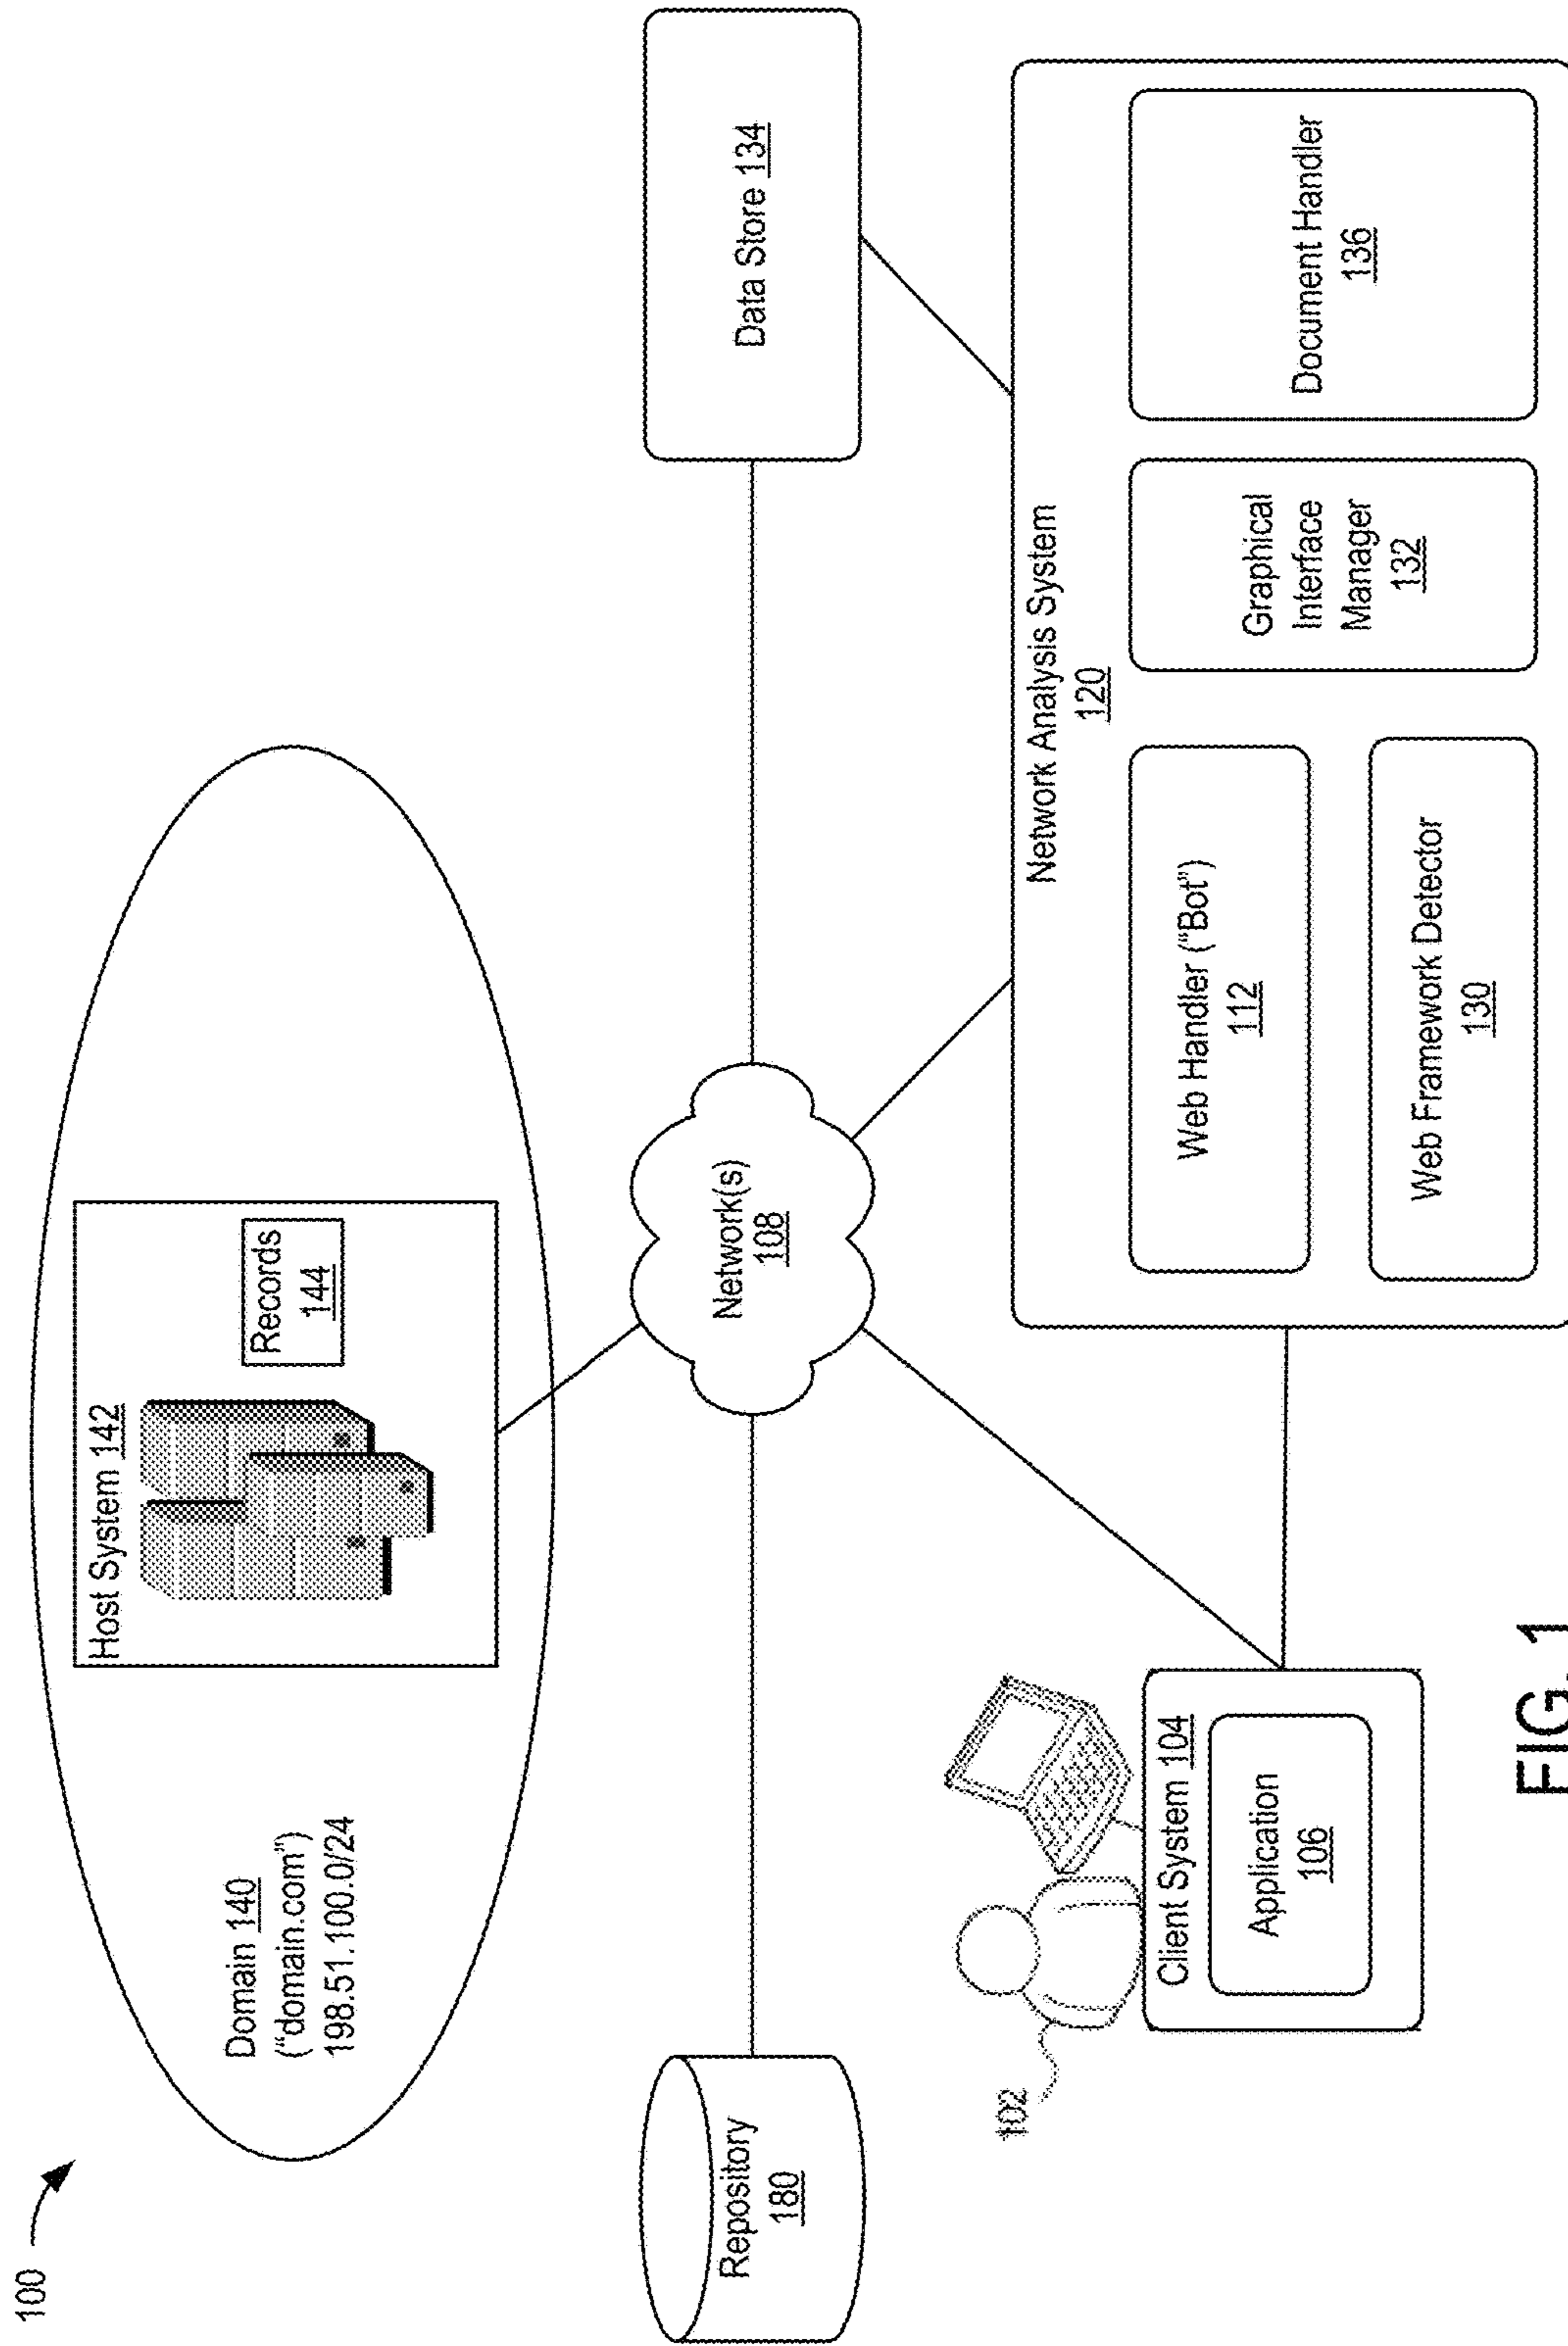 100
Domain 140
("domain.com")
198.51.100.0/24
Host System 142
Records
144
Repository
180
Network(s)
108
Data Store 134
102
Client System 104
Application
106
Network Analysis System
120
Web Handler ("Bot")
112
Web Framework Detector
130
Graphical
Interface
Manager
132
Document Handler
136
FIG. 1